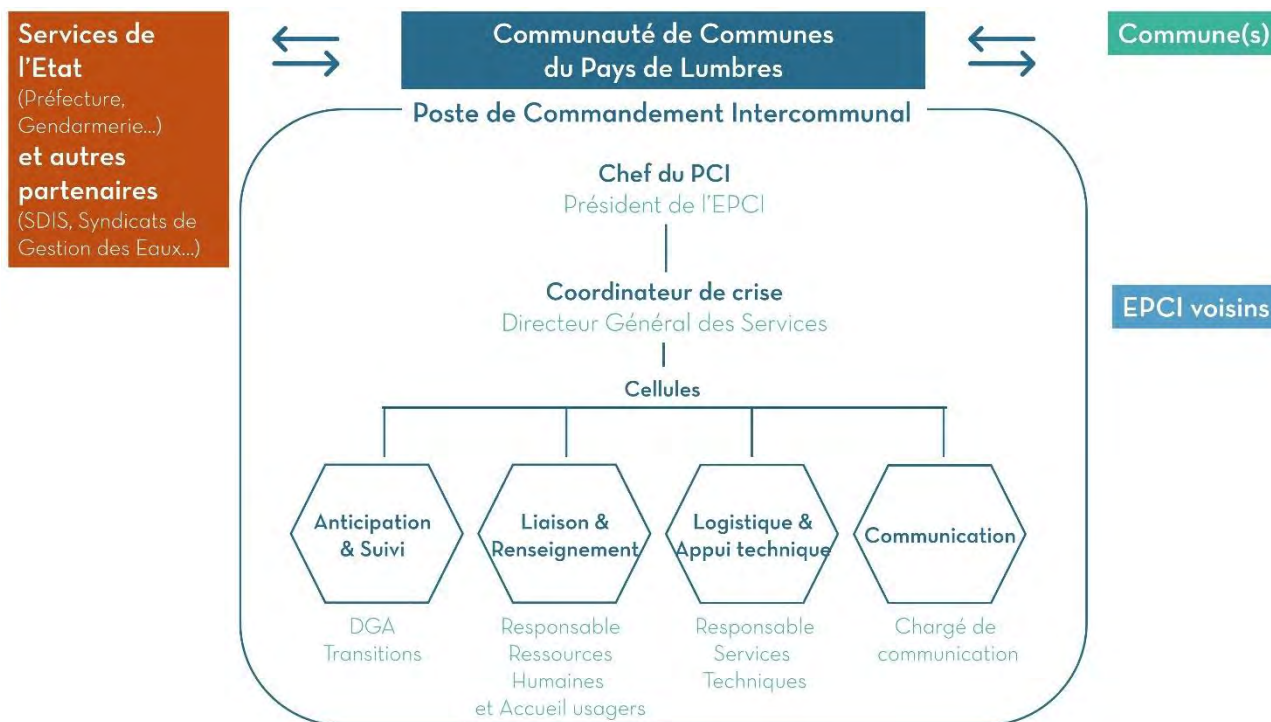 Services de
l'Etat
(Préfecture,
Gendarmerie...)
et autres
partenaires
(SDIS, Syndicats de
Gestion des Eaux...)
Communauté de Communes
du Pays de Lumbres
Commune(s)
EPCI voisins
Poste de Commandement Intercommunal
Chef du PCI
Président de l'EPCI
Coordinateur de crise
Directeur Général des Services
Cellules
Anticipation
& Suivi
DGA
Transitions
Liaison &
Renseignement
Responsable
Ressources
Humaines
et Accueil usagers
Logistique &
Appui technique
Responsable
Services
Techniques
Communication
Chargé de
communication